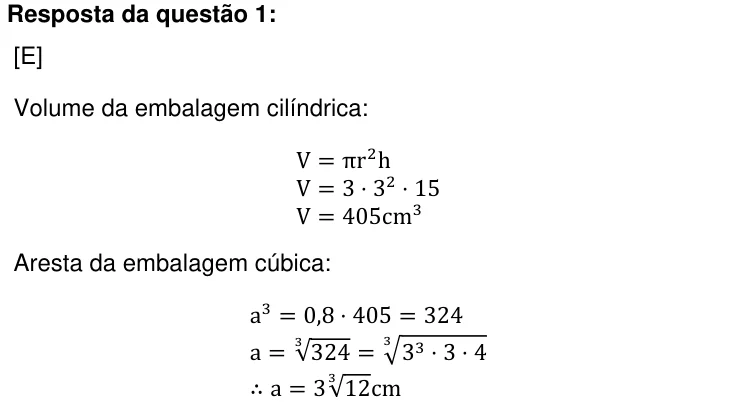 Resposta da questão 1:
[E]
Volume da embalagem cilíndrica:
V = πr²h
V = 3 · 3² · 15
V = 405cm³
Aresta da embalagem cúbica:
a³ = 0,8 · 405 = 324
a = ∛324 = ∛(3³ · 3 · 4)
∴ a = 3∛12cm